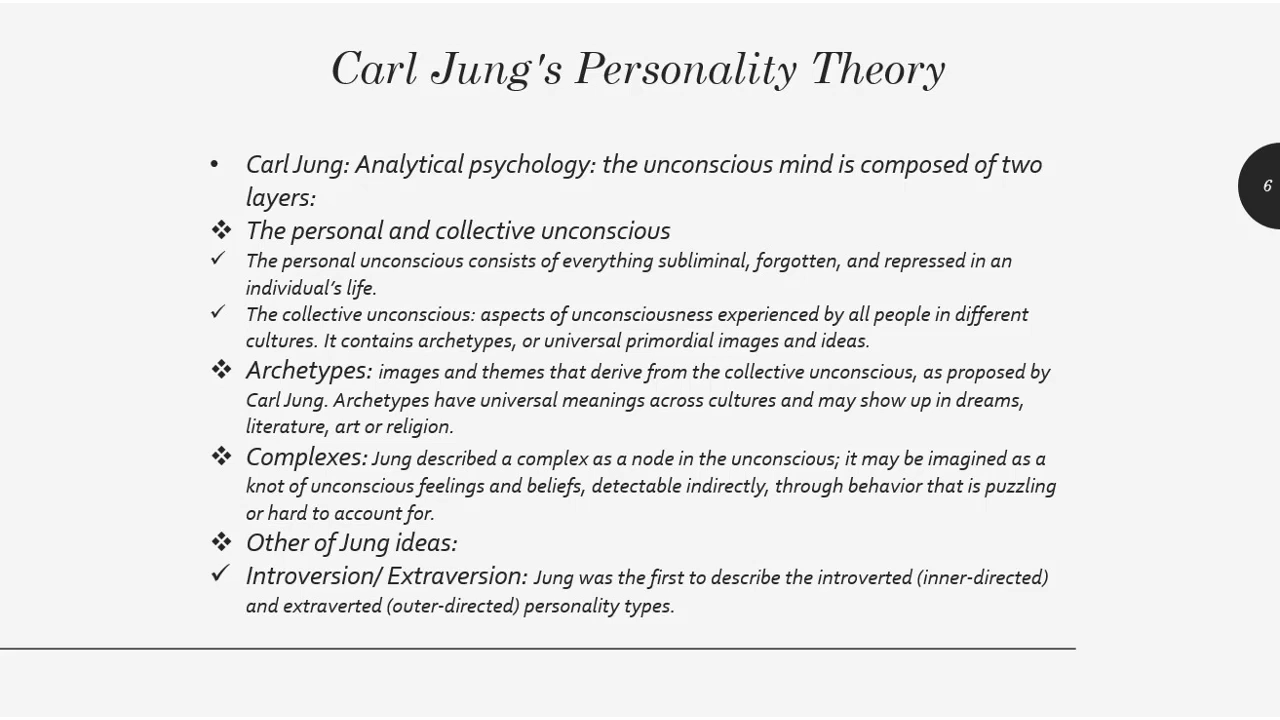 Carl Jung's Personality Theory
6
• Carl Jung: Analytical psychology: the unconscious mind is composed of two
layers:
❖ The personal and collective unconscious
✓ The personal unconscious consists of everything subliminal, forgotten, and repressed in an
individual’s life.
✓ The collective unconscious: aspects of unconsciousness experienced by all people in different
cultures. It contains archetypes, or universal primordial images and ideas.
❖ Archetypes: images and themes that derive from the collective unconscious, as proposed by
Carl Jung. Archetypes have universal meanings across cultures and may show up in dreams,
literature, art or religion.
❖ Complexes: Jung described a complex as a node in the unconscious; it may be imagined as a
knot of unconscious feelings and beliefs, detectable indirectly, through behavior that is puzzling
or hard to account for.
❖ Other of Jung ideas:
✓ Introversion/ Extraversion: Jung was the first to describe the introverted (inner-directed)
and extraverted (outer-directed) personality types.